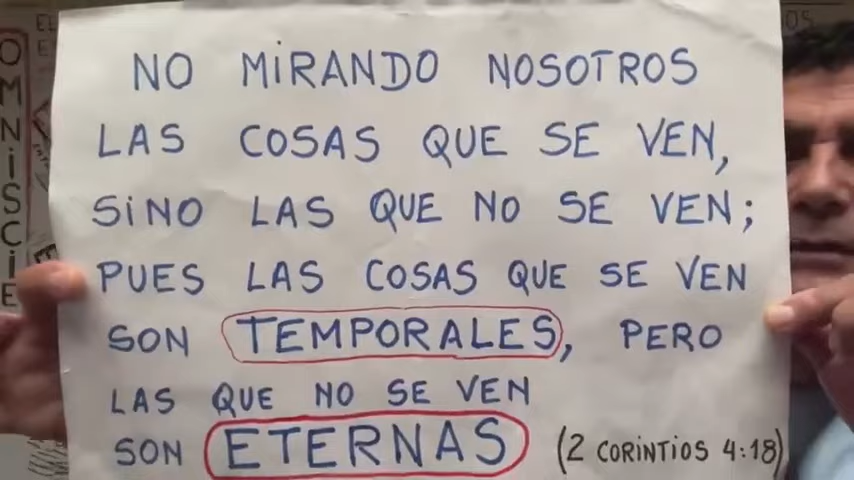 NO MiRANDO NOSOTROS
LAS COSAS QUE SE VEN,
SiNO LAS QUE NO SE VEN;
PUES LAS COSAS QUE SE VEN
SON TEMPORALES, PERO
LAS QUE NO SE VEN
SON ETERNAS (2 CORiNTiOS 4:18)
OMNiSCiE